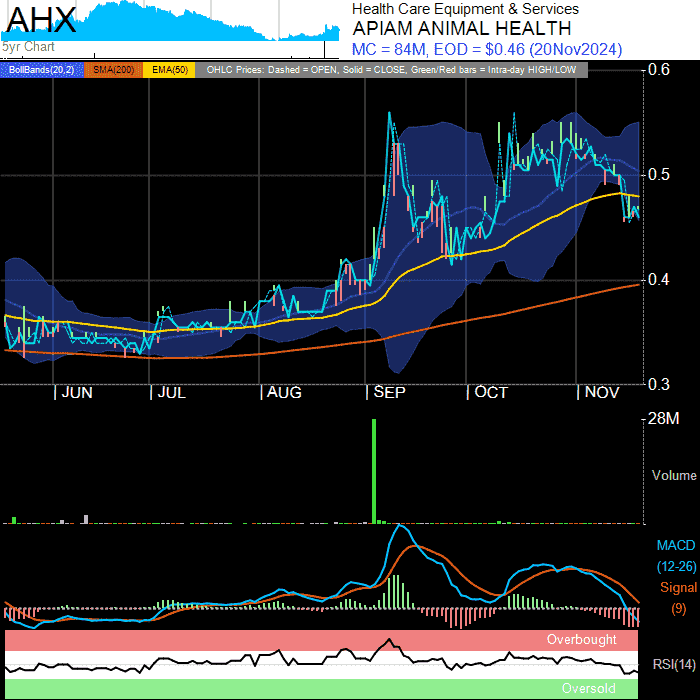 AHX
5yr Chart
Health Care Equipment & Services
APIAM ANIMAL HEALTH
MC = 84M, EOD = $0.46 (20Nov2024)
BollBands(20,2) SMA(200) EMA(50) OHLC Prices: Dashed = OPEN, Solid = CLOSE, Green/Red bars = Intra-day HIGH/LOW
0.6
0.5
0.4
0.3
| JUN | JUL | AUG | SEP | OCT | NOV
28M
Volume
MACD
(12-26)
Signal
(9)
Overbought
RSI(14)
Oversold